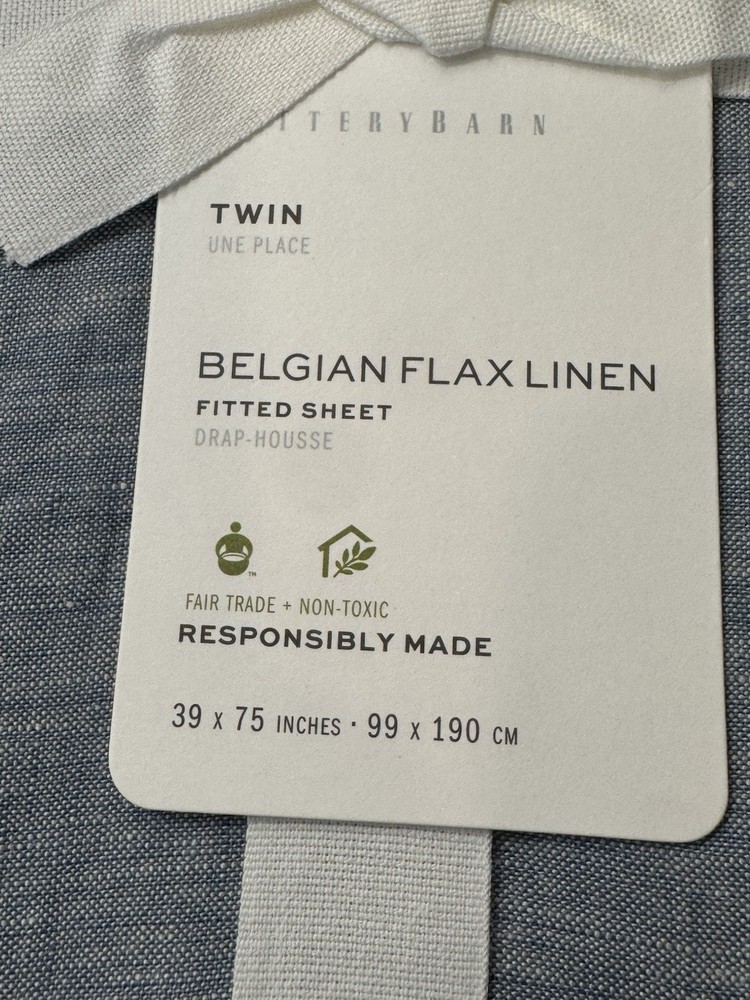 TTERYBARN
TWIN
UNE PLACE
BELGIAN FLAX LINEN
FITTED SHEET
DRAP-HOUSSE
TM
FAIR TRADE + NON-TOXIC
RESPONSIBLY MADE
39 x 75 INCHES · 99 x 190 CM